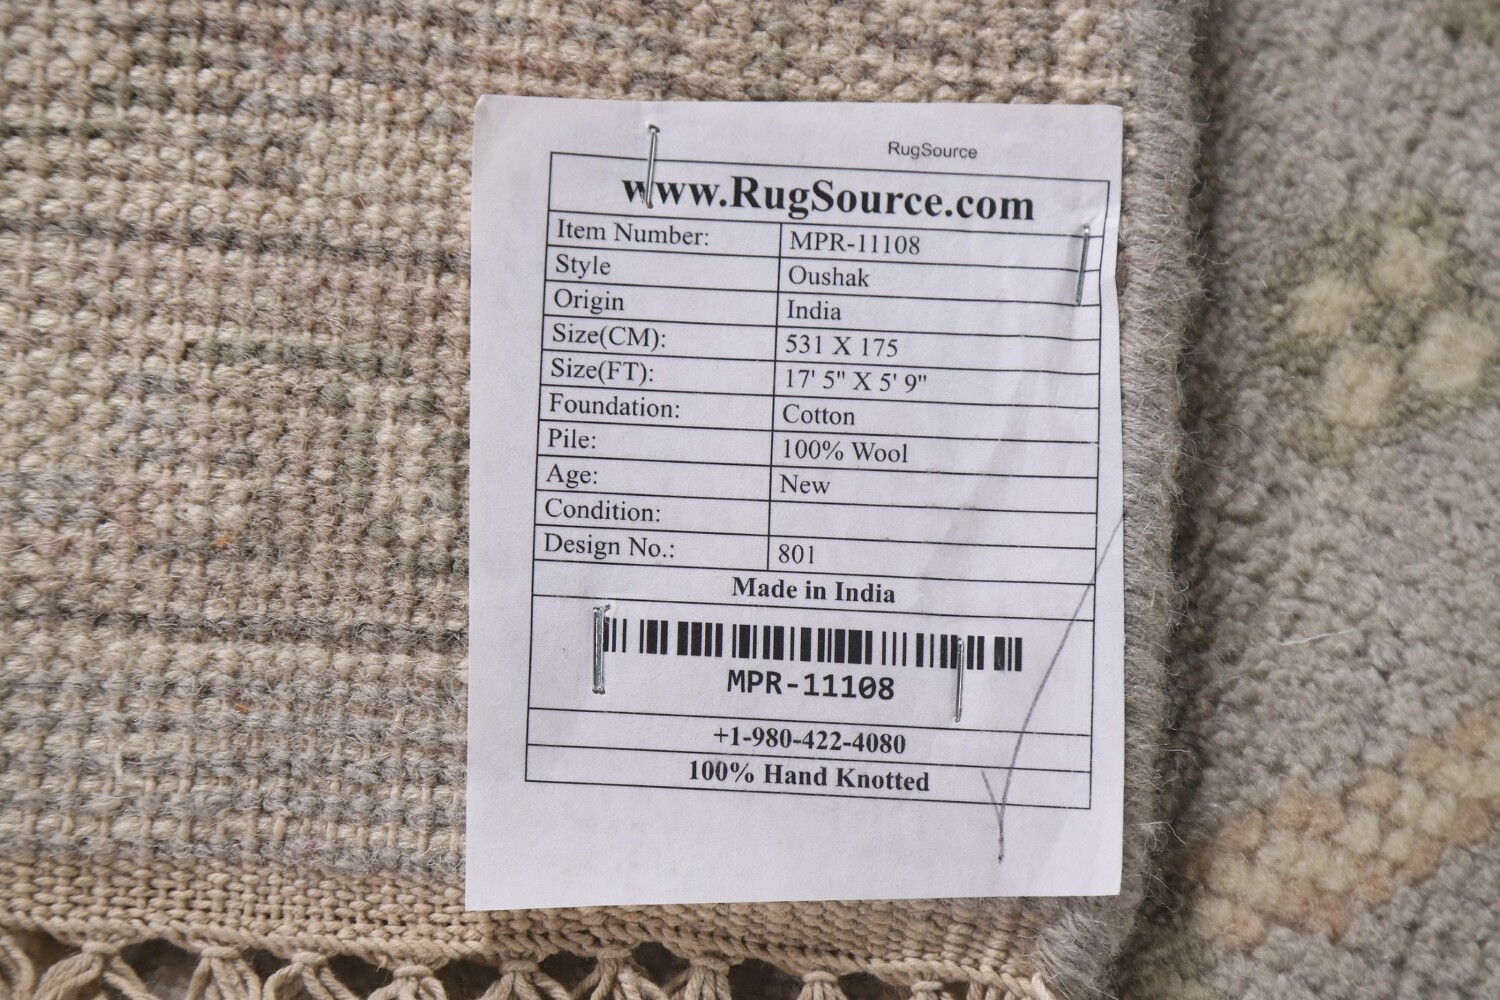 RugSource
www.RugSource.com
Item Number: MPR-11108
Style Oushak
Origin India
Size(CM): 531 X 175
Size(FT): 17' 5" X 5' 9"
Foundation: Cotton
Pile: 100% Wool
Age: New
Condition:
Design No.: 801
Made in India
MPR-11108
+1-980-422-4080
100% Hand Knotted